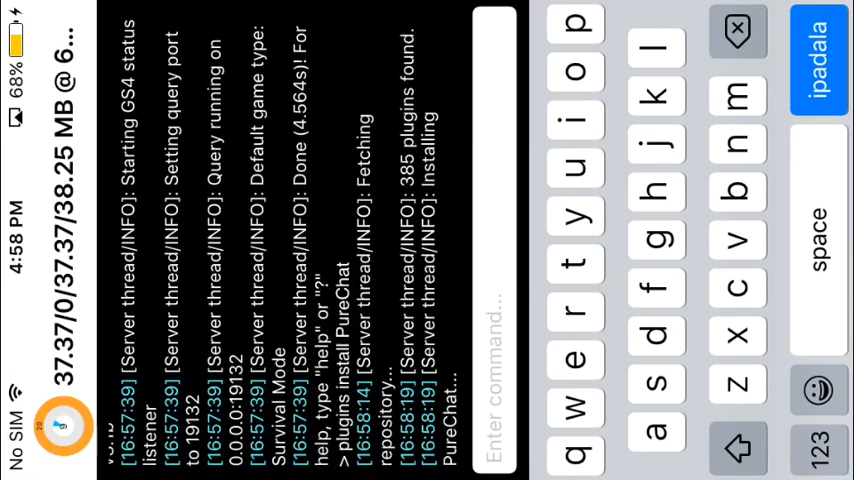 No SIM 4:58 PM 68%
37.37/0/37.37/38.25 MB @ 6...
[16:57:39] [Server thread/INFO]: Starting GS4 status
listener
[16:57:39] [Server thread/INFO]: Setting query port
to 19132
[16:57:39] [Server thread/INFO]: Query running on
0.0.0.0:19132
[16:57:39] [Server thread/INFO]: Default game type:
Survival Mode
[16:57:39] [Server thread/INFO]: Done (4.564s)! For
help, type "help" or "?"
> plugins install PureChat
[16:58:14] [Server thread/INFO]: Fetching
repository...
[16:58:19] [Server thread/INFO]: 385 plugins found.
[16:58:19] [Server thread/INFO]: Installing
PureChat...
Enter command...
q w e r t y u i o p
a s d f g h j k l
z x c v b n m
123 space ipadala